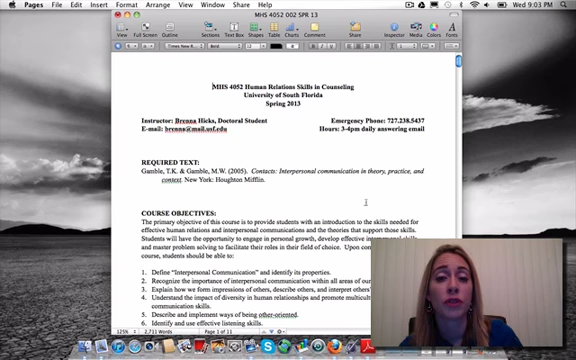 Pages File Edit Insert Format Arrange View Window Share Help
Wed 9:03 PM
MHS 4052 002 SPR 13
View Full Screen Outline Sections Text Box Shapes Table Charts Comment Inspector Media Colors Fonts
Times New R... Bold 12
MHS 4052 Human Relations Skills in Counseling
University of South Florida
Spring 2013
Instructor: Brenna Hicks, Doctoral Student Emergency Phone: 727.238.5437
E-mail: brenna@mail.usf.edu Hours: 3-4pm daily answering email
REQUIRED TEXT:
Gamble, T.K. & Gamble, M.W. (2005). Contacts: Interpersonal communication in theory, practice, and
context. New York: Houghton Mifflin.
COURSE OBJECTIVES:
The primary objective of this course is to provide students with an introduction to the skills needed for
effective human relations and interpersonal communications and the theories that support those skills.
Students will have the opportunity to engage in personal growth, develop effective
and master problem solving to facilitate their roles in their field of choice. Upon
course, students should be able to:
1. Define "Interpersonal Communication" and identify its properties.
2. Recognize the importance of interpersonal communication within all areas of
3. Explain how we form impressions of others, describe others, and interpret others'
4. Understand the impact of diversity in human relationships and promote
communication skills.
5. Describe and implement ways of being other-oriented.
6. Identify and use effective listening skills.
125% 2,711 Words Page 1 of 11